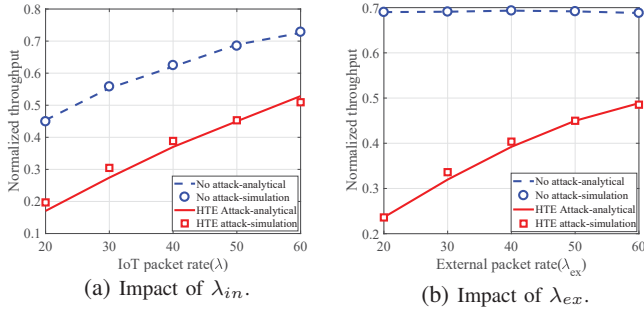 0.8
0.7
0.6
0.5
0.4
0.3
0.2
0.1
Normalized throughput
No attack-analytical
No attack-simulation
HTE Attack-analytical
HTE attack-simulation
20 30 40 50 60
IoT packet rate(λ)
(a) Impact of λin.
0.7
0.6
0.5
0.4
0.3
0.2
Normalized throughput
No attack-analytical
No attack-simulation
HTE Attack-analytical
HTE attack-simulation
20 30 40 50 60
External packet rate(λex)
(b) Impact of λex.